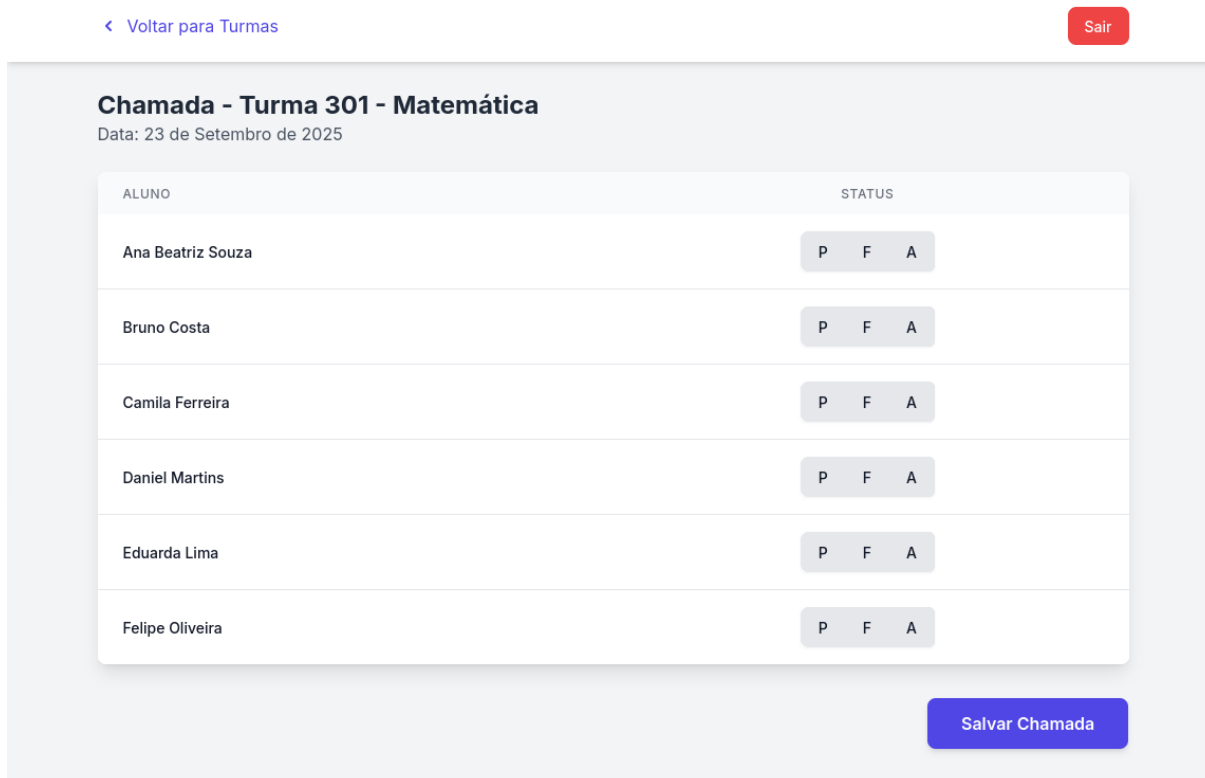 Voltar para Turmas Sair
Chamada - Turma 301 - Matemática
Data: 23 de Setembro de 2025
ALUNO STATUS
Ana Beatriz Souza P F A
Bruno Costa P F A
Camila Ferreira P F A
Daniel Martins P F A
Eduarda Lima P F A
Felipe Oliveira P F A
Salvar Chamada